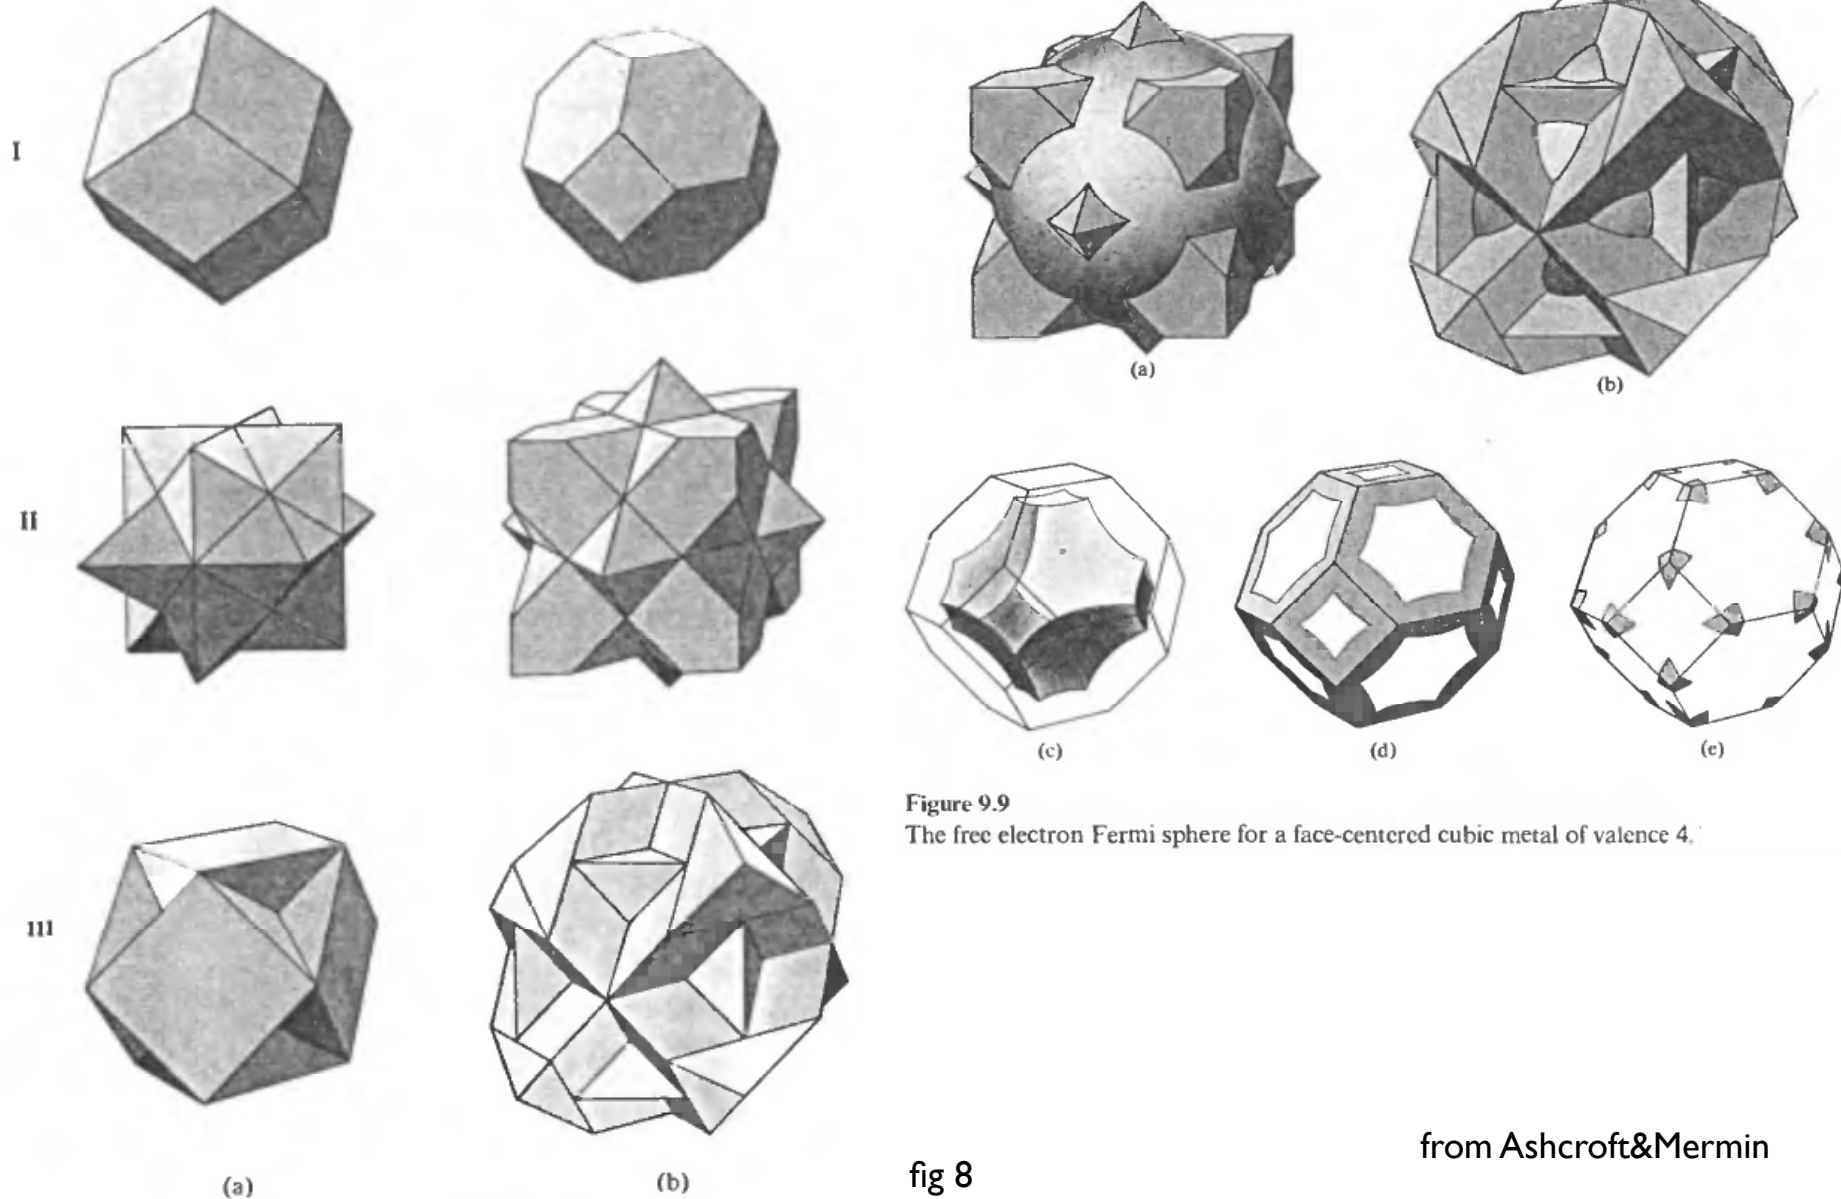 I
II
III
(a)
(b)
(a)
(b)
(c)
(d)
(e)
Figure 9.9
The free electron Fermi sphere for a face-centered cubic metal of valence 4.
fig 8
from Ashcroft&Mermin